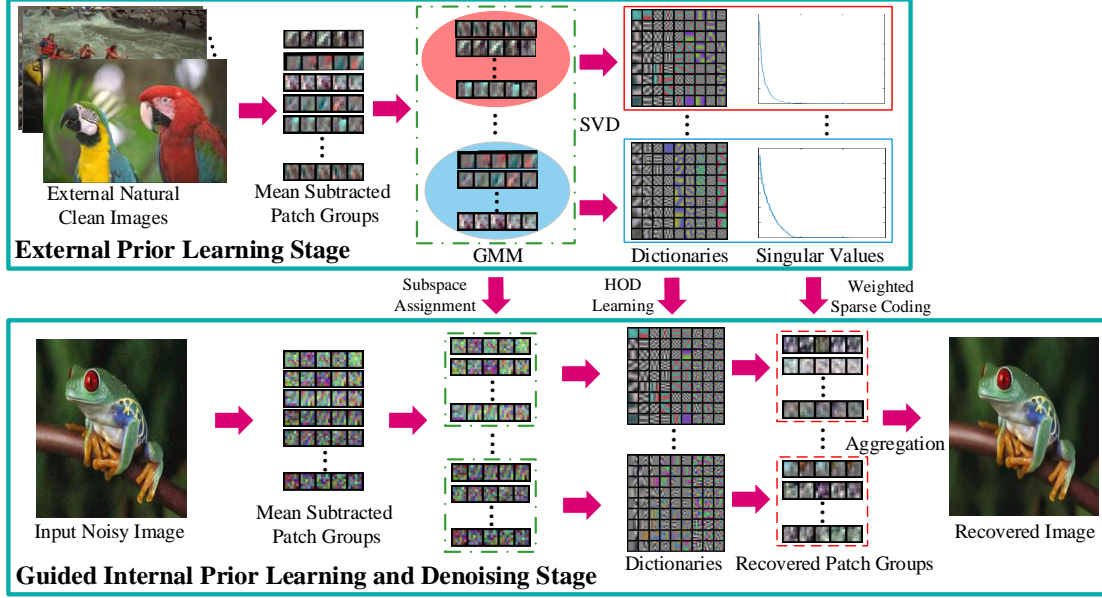 SVD
External Natural
Clean Images
Mean Subtracted
Patch Groups
External Prior Learning Stage
GMM
Dictionaries
Singular Values
Subspace
Assignment
HOD
Learning
Weighted
Sparse Coding
Aggregation
Input Noisy Image
Mean Subtracted
Patch Groups
Dictionaries
Recovered Patch Groups
Recovered Image
Guided Internal Prior Learning and Denoising Stage